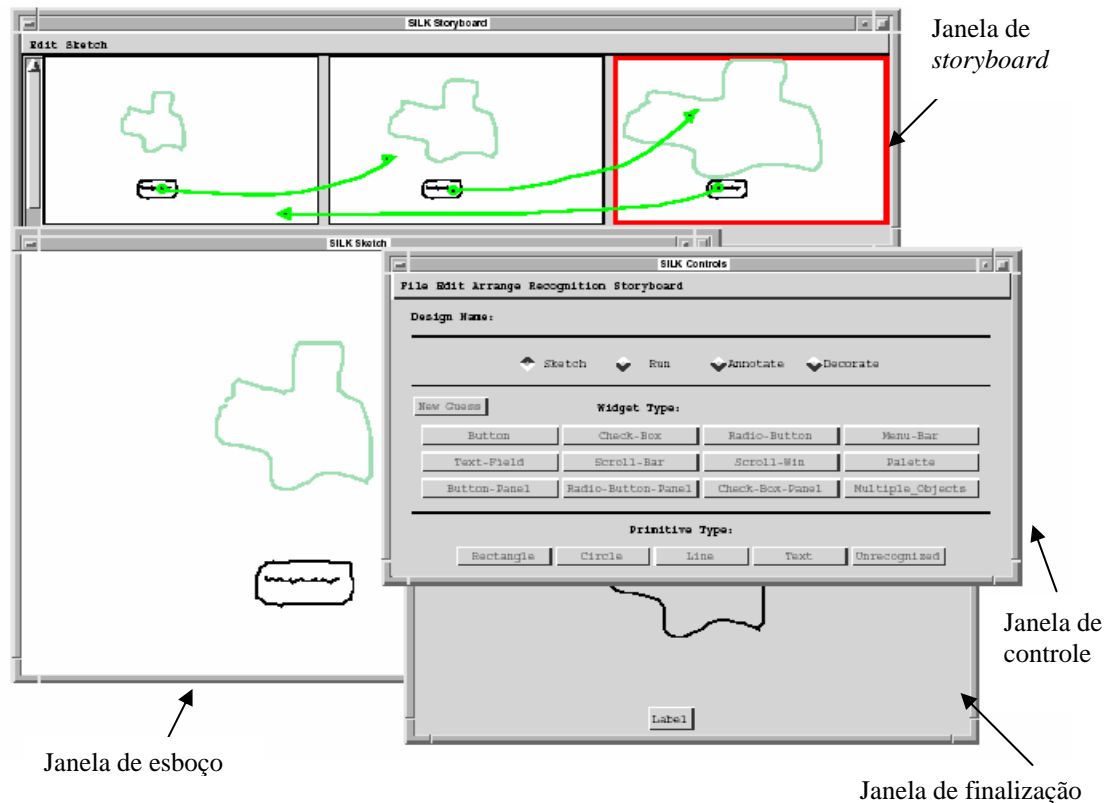 SILK Storyboard
Edit Sketch
Janela de
storyboard
SILK Sketch
SILK Controls
File Edit Arrange Recognition Storyboard
Design Name:
Sketch Run Annotate Decorate
New Guess Widget Type:
Button Check-Box Radio-Button Menu-Bar
Text-Field Scroll-Bar Scroll-Win Palette
Button-Panel Radio-Button-Panel Check-Box-Panel Multiple_Objects
Primitive Type:
Rectangle Circle Line Text Unrecognized
Janela de
controle
Label
Janela de esboço
Janela de finalização